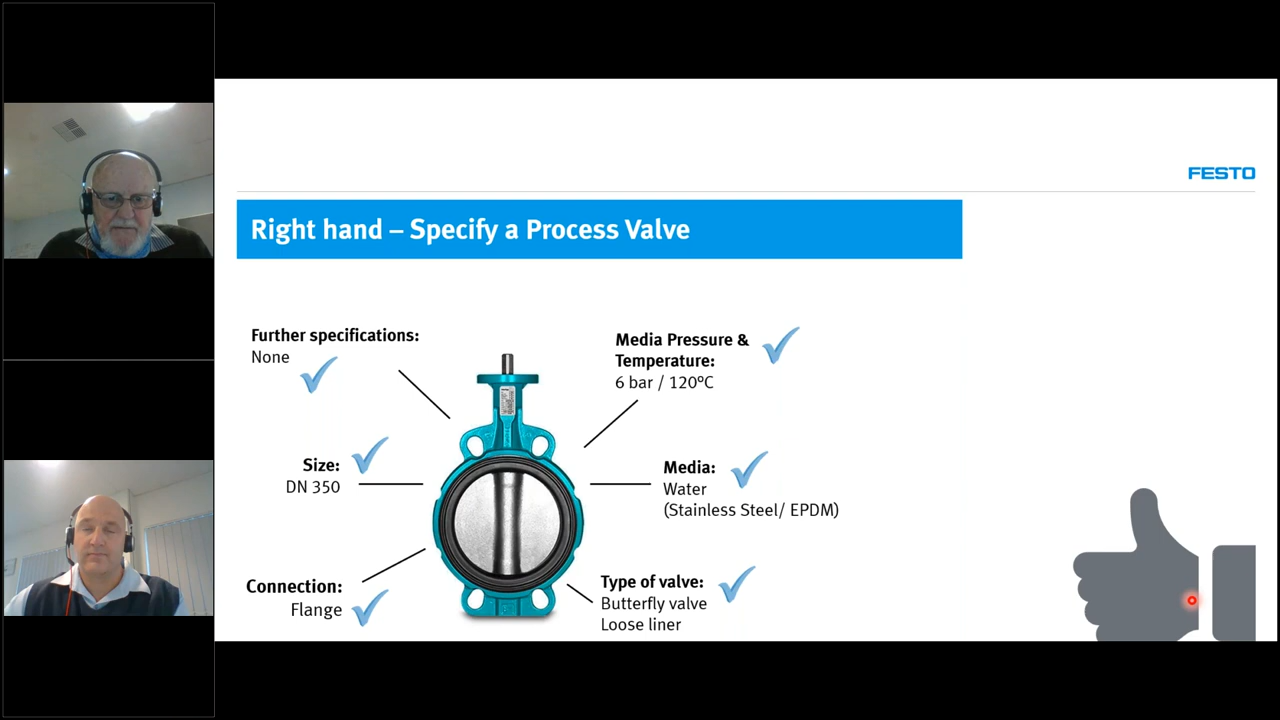 FESTO
Right hand – Specify a Process Valve
Further specifications:
None
Media Pressure &
Temperature:
6 bar / 120ºC
Size:
DN 350
Media:
Water
(Stainless Steel/ EPDM)
Connection:
Flange
Type of valve:
Butterfly valve
Loose liner